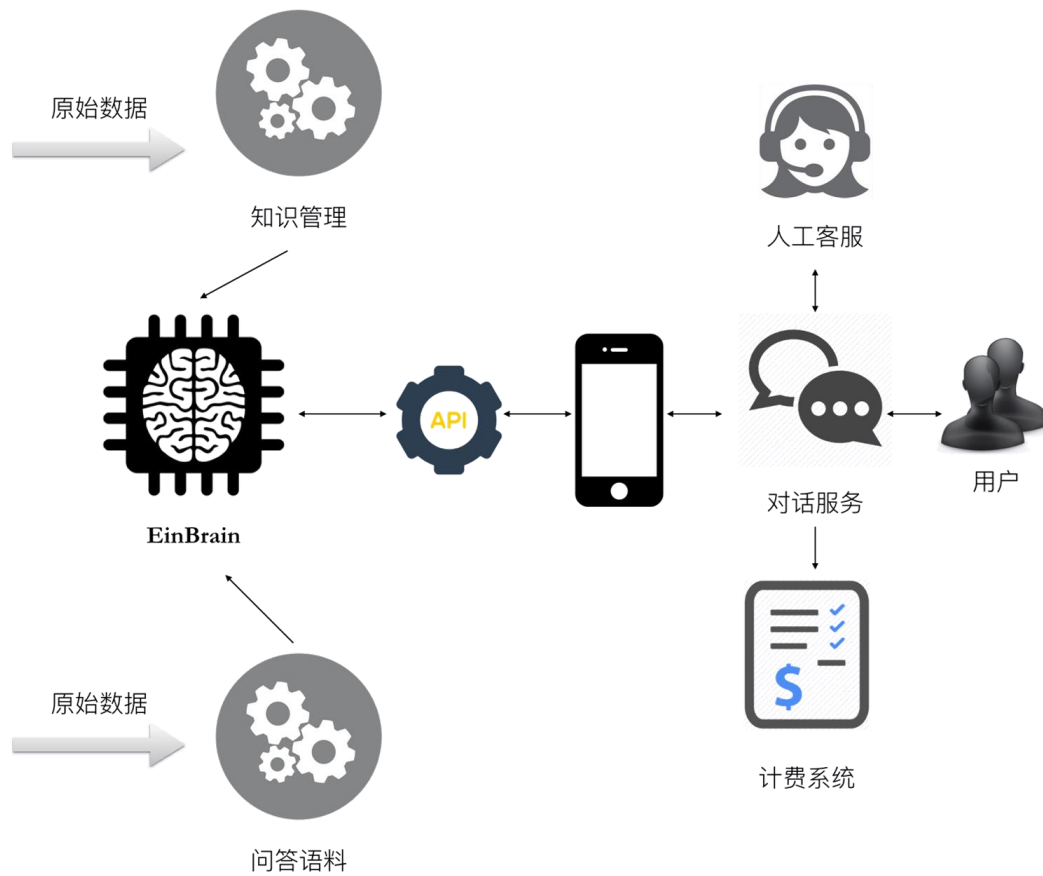 原始数据
知识管理
人工客服
API
EinBrain
对话服务
用户
原始数据
计费系统
问答语料